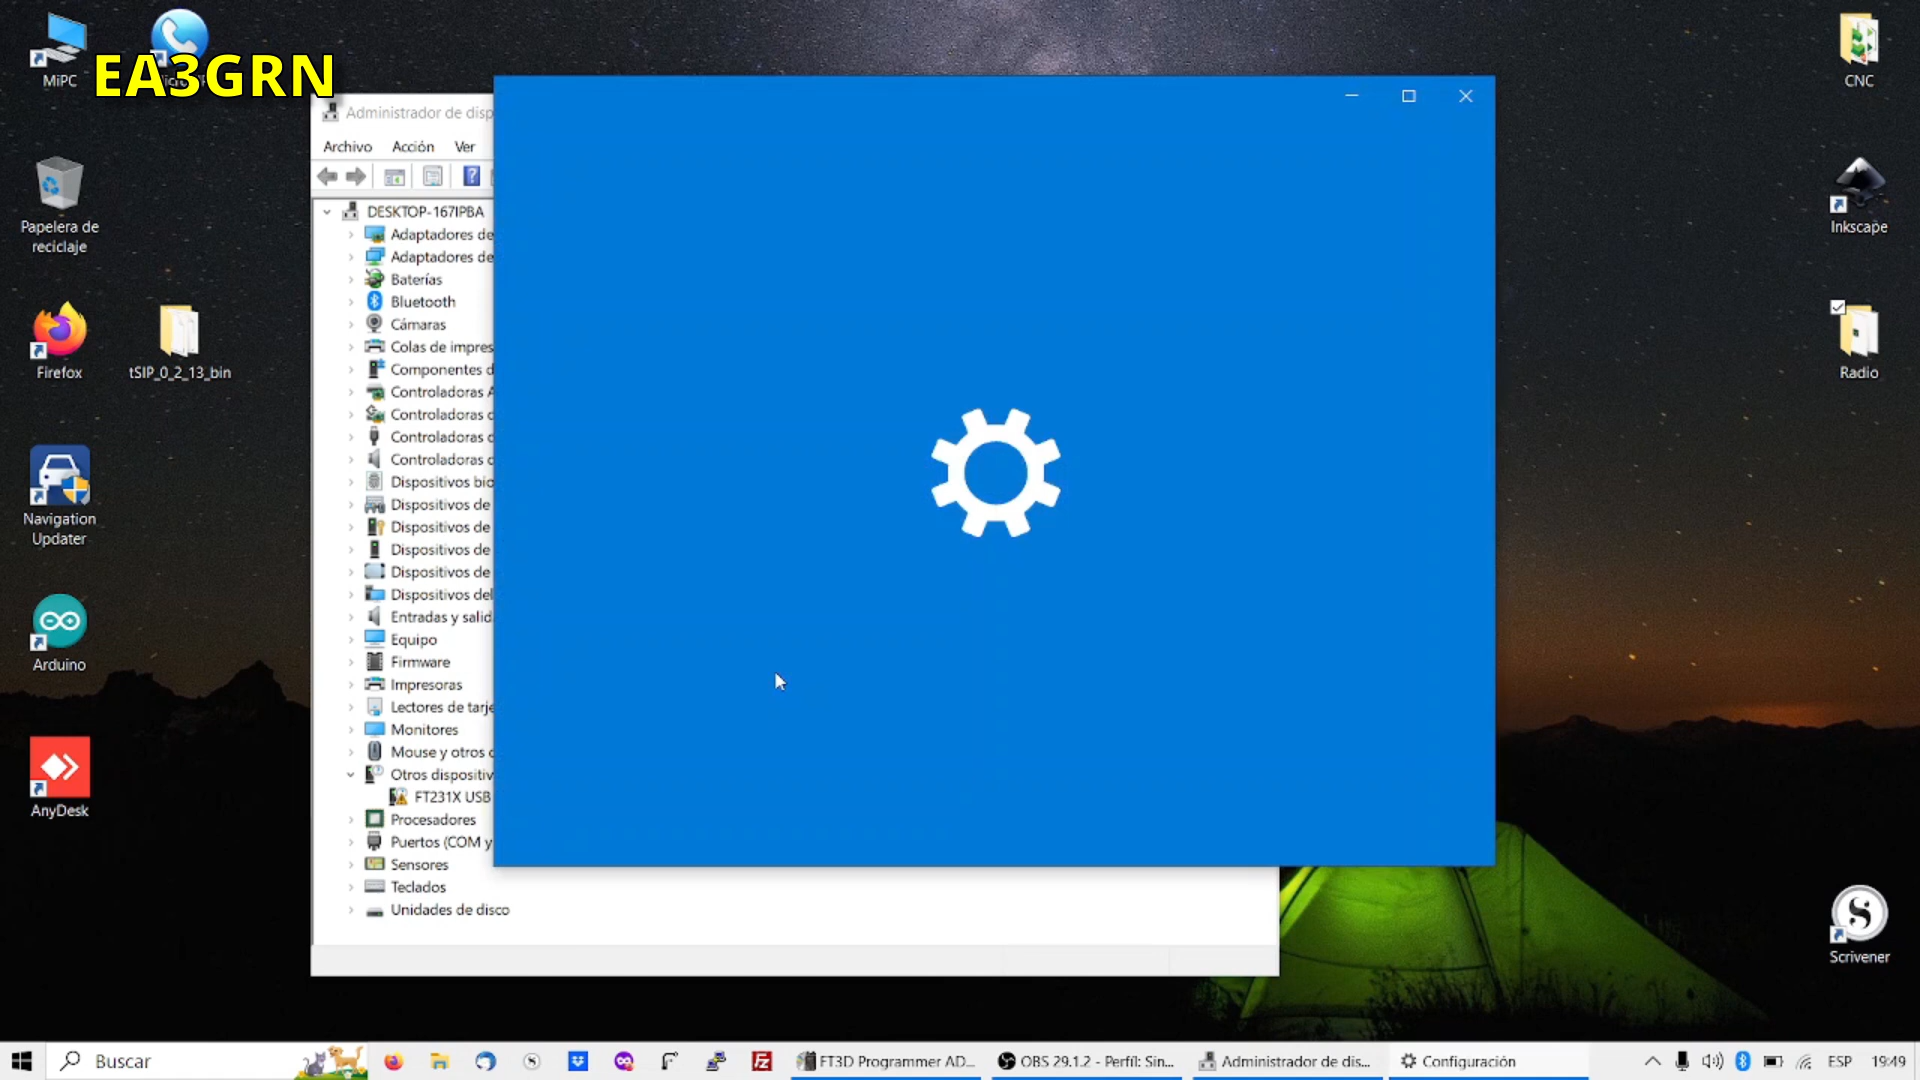 EA3GRN
MiPC
Papelera de
reciclaje
Firefox
tSIP_0_2_13_bin
Navigation
Updater
Arduino
AnyDesk
CNC
Inkscape
Radio
Scrivener
Administrador de disp
Archivo Acción Ver
DESKTOP-167IPBA
Adaptadores de
Adaptadores de
Baterías
Bluetooth
Cámaras
Colas de impres
Componentes d
Controladoras A
Controladoras d
Controladoras d
Controladoras d
Dispositivos bio
Dispositivos de
Dispositivos de
Dispositivos de
Dispositivos de
Dispositivos del
Entradas y salid
Equipo
Firmware
Impresoras
Lectores de tarje
Monitores
Mouse y otros d
Otros dispositiv
FT231X USB
Procesadores
Puertos (COM y
Sensores
Teclados
Unidades de disco
Buscar
FT3D Programmer AD...
OBS 29.1.2 - Perfil: Sin...
Administrador de dis...
Configuración
ESP
19:49